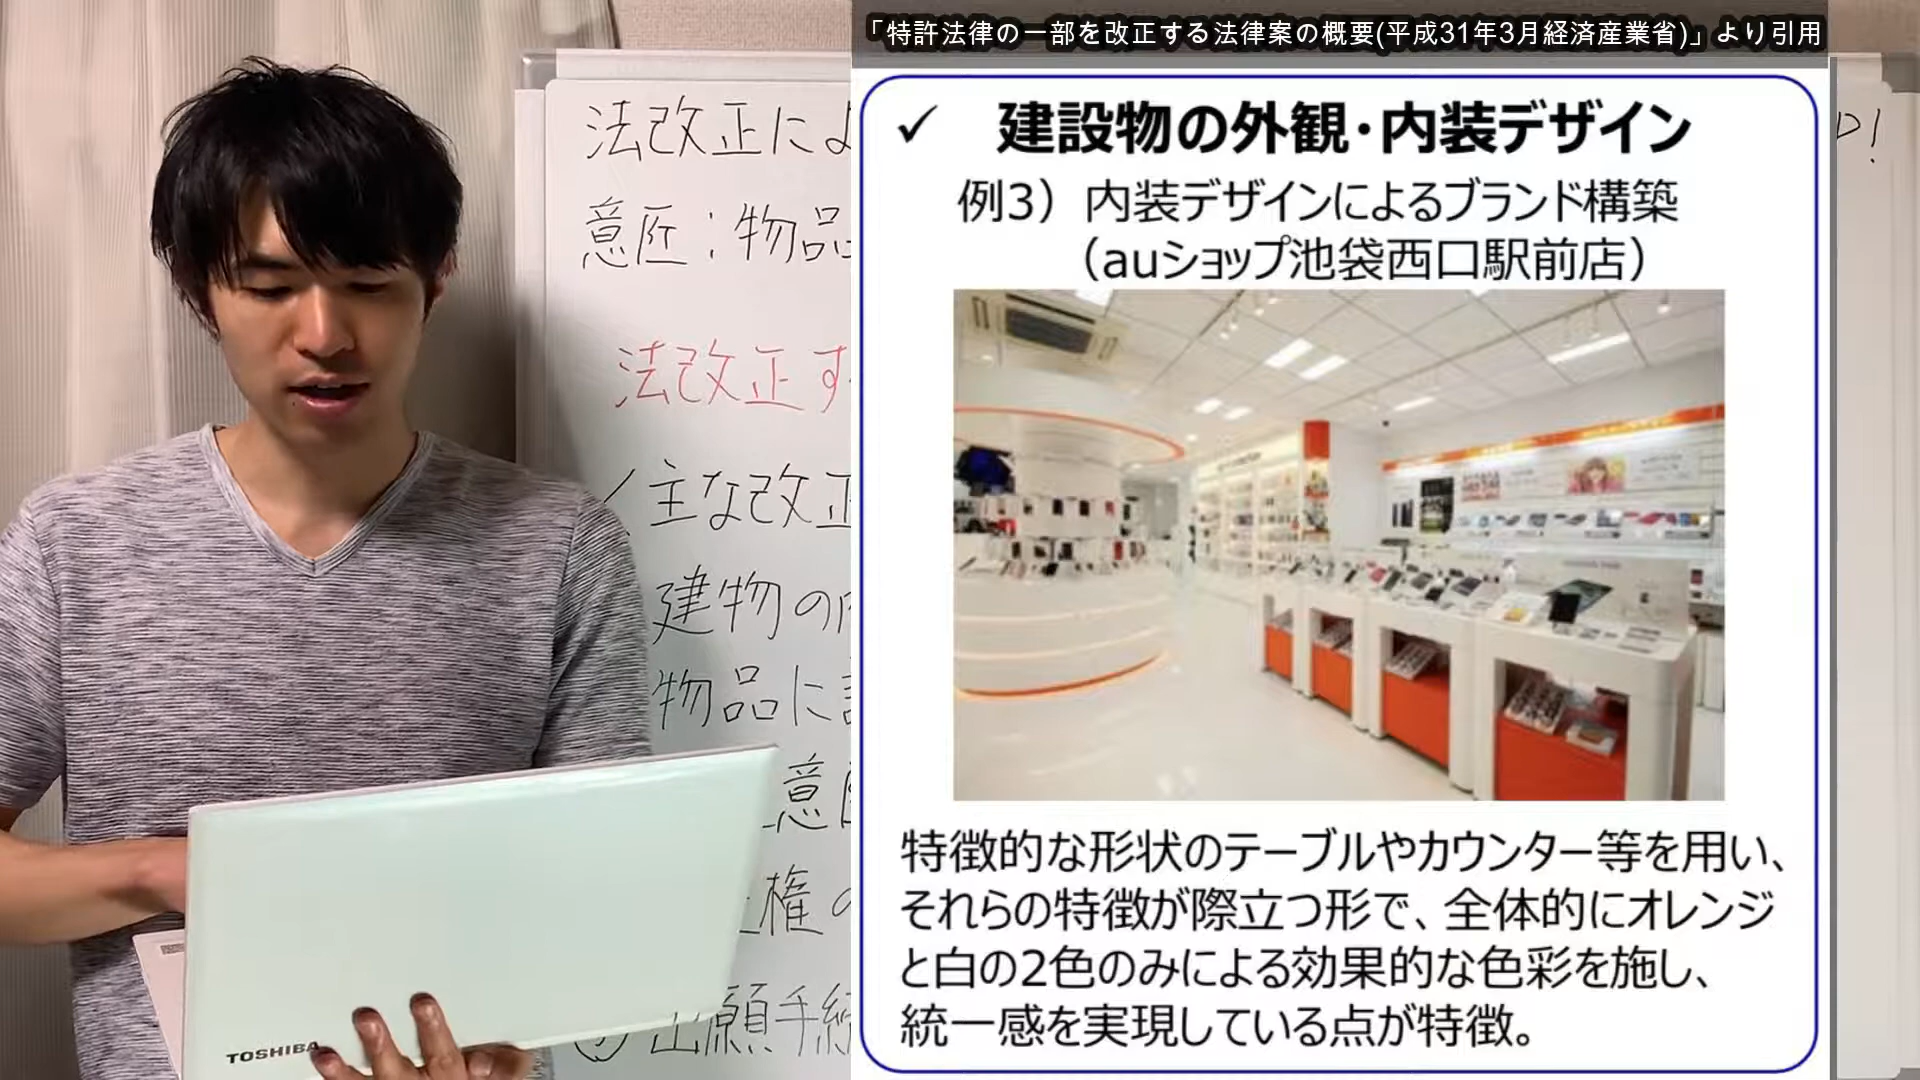 「特許法律の一部を改正する法律案の概要(平成31年3月経済産業省)」より引用
✓ 建設物の外観・内装デザイン
例3）内装デザインによるブランド構築
（auショップ池袋西口駅前店）
特徴的な形状のテーブルやカウンター等を用い、
それらの特徴が際立つ形で、全体的にオレンジ
と白の2色のみによる効果的な色彩を施し、
統一感を実現している点が特徴。
法改正によ
意匠：物品
法改正す
主な改正
建物の
物品に
意
権の
出願手続
TOSHIBA